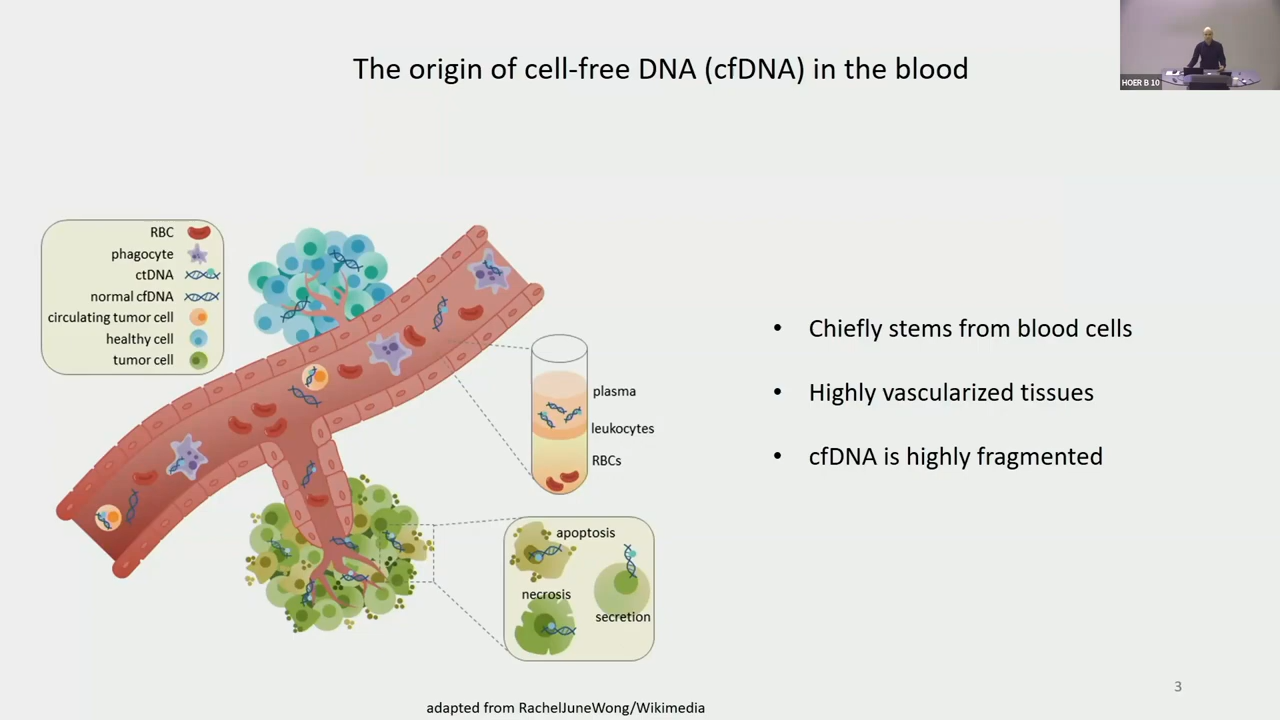 The origin of cell-free DNA (cfDNA) in the blood
HOER B 10
RBC
phagocyte
ctDNA
normal cfDNA
circulating tumor cell
healthy cell
tumor cell
plasma
leukocytes
RBCs
apoptosis
necrosis
secretion
• Chiefly stems from blood cells
• Highly vascularized tissues
• cfDNA is highly fragmented
3
adapted from RachelJuneWong/Wikimedia